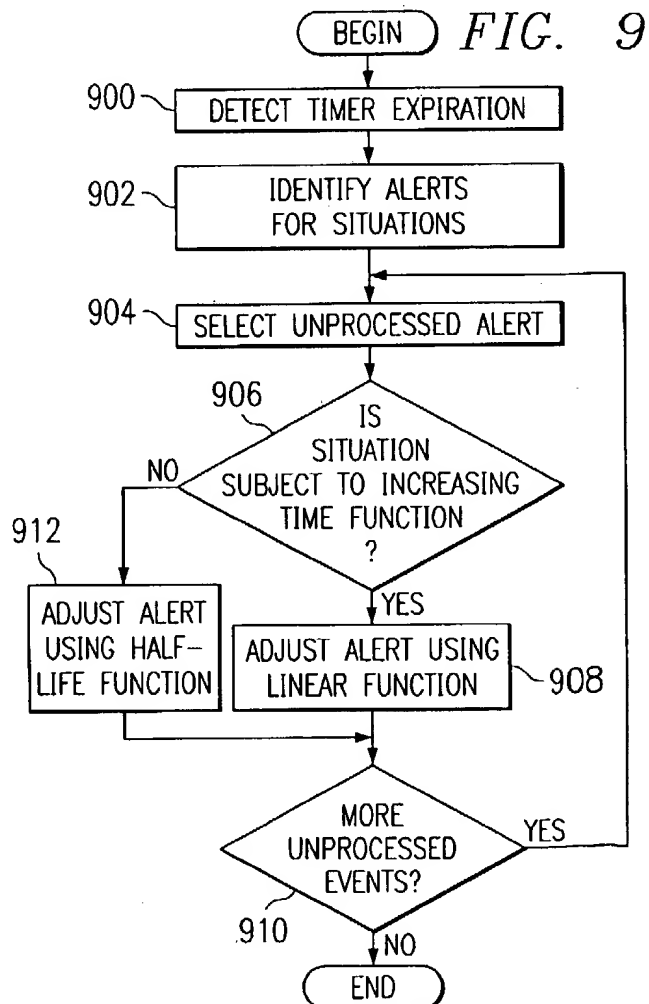 BEGIN
FIG. 9
900
DETECT TIMER EXPIRATION
902
IDENTIFY ALERTS
FOR SITUATIONS
904
SELECT UNPROCESSED ALERT
906
IS
SITUATION
SUBJECT TO INCREASING
TIME FUNCTION
?
NO
YES
912
ADJUST ALERT
USING HALF–
LIFE FUNCTION
ADJUST ALERT USING
LINEAR FUNCTION
908
MORE
UNPROCESSED
EVENTS?
YES
910
NO
END